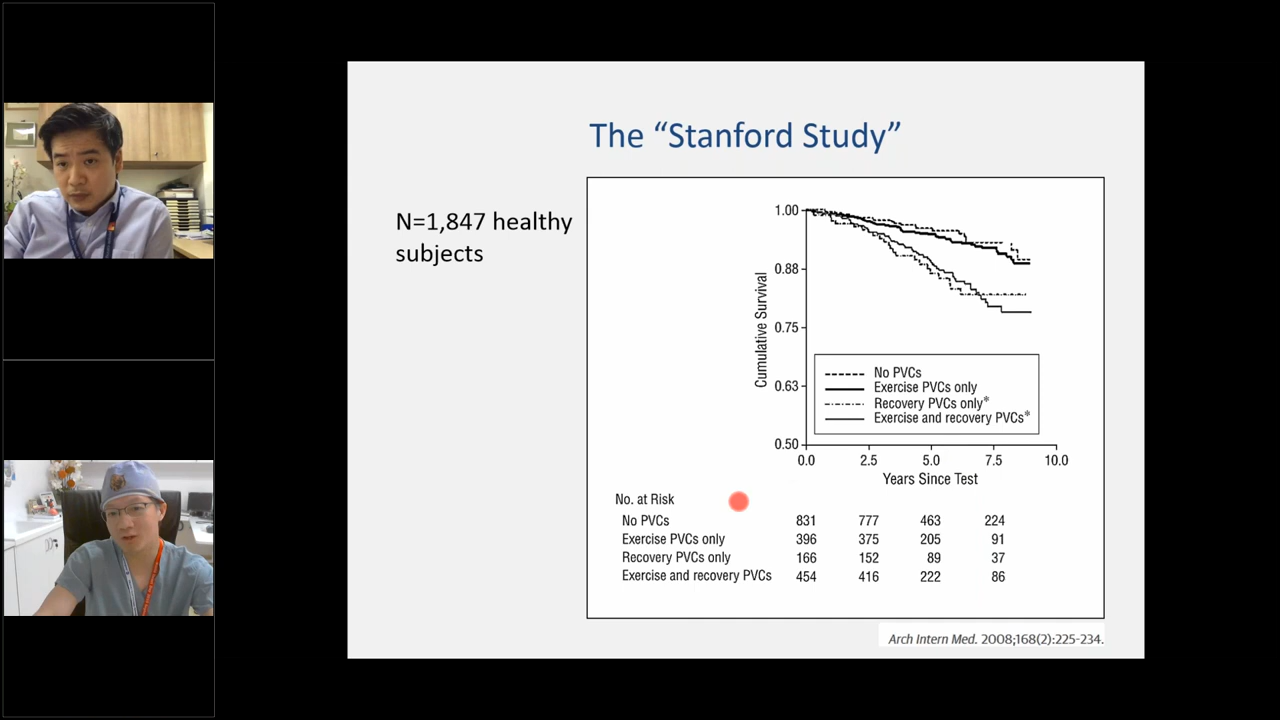 The “Stanford Study”
N=1,847 healthy
subjects
1.00
0.88
0.75
0.63
0.50
Cumulative Survival
No PVCs
Exercise PVCs only
Recovery PVCs only*
Exercise and recovery PVCs*
0.0 2.5 5.0 7.5 10.0
Years Since Test
No. at Risk
No PVCs 831 777 463 224
Exercise PVCs only 396 375 205 91
Recovery PVCs only 166 152 89 37
Exercise and recovery PVCs 454 416 222 86
Arch Intern Med. 2008;168(2):225-234.